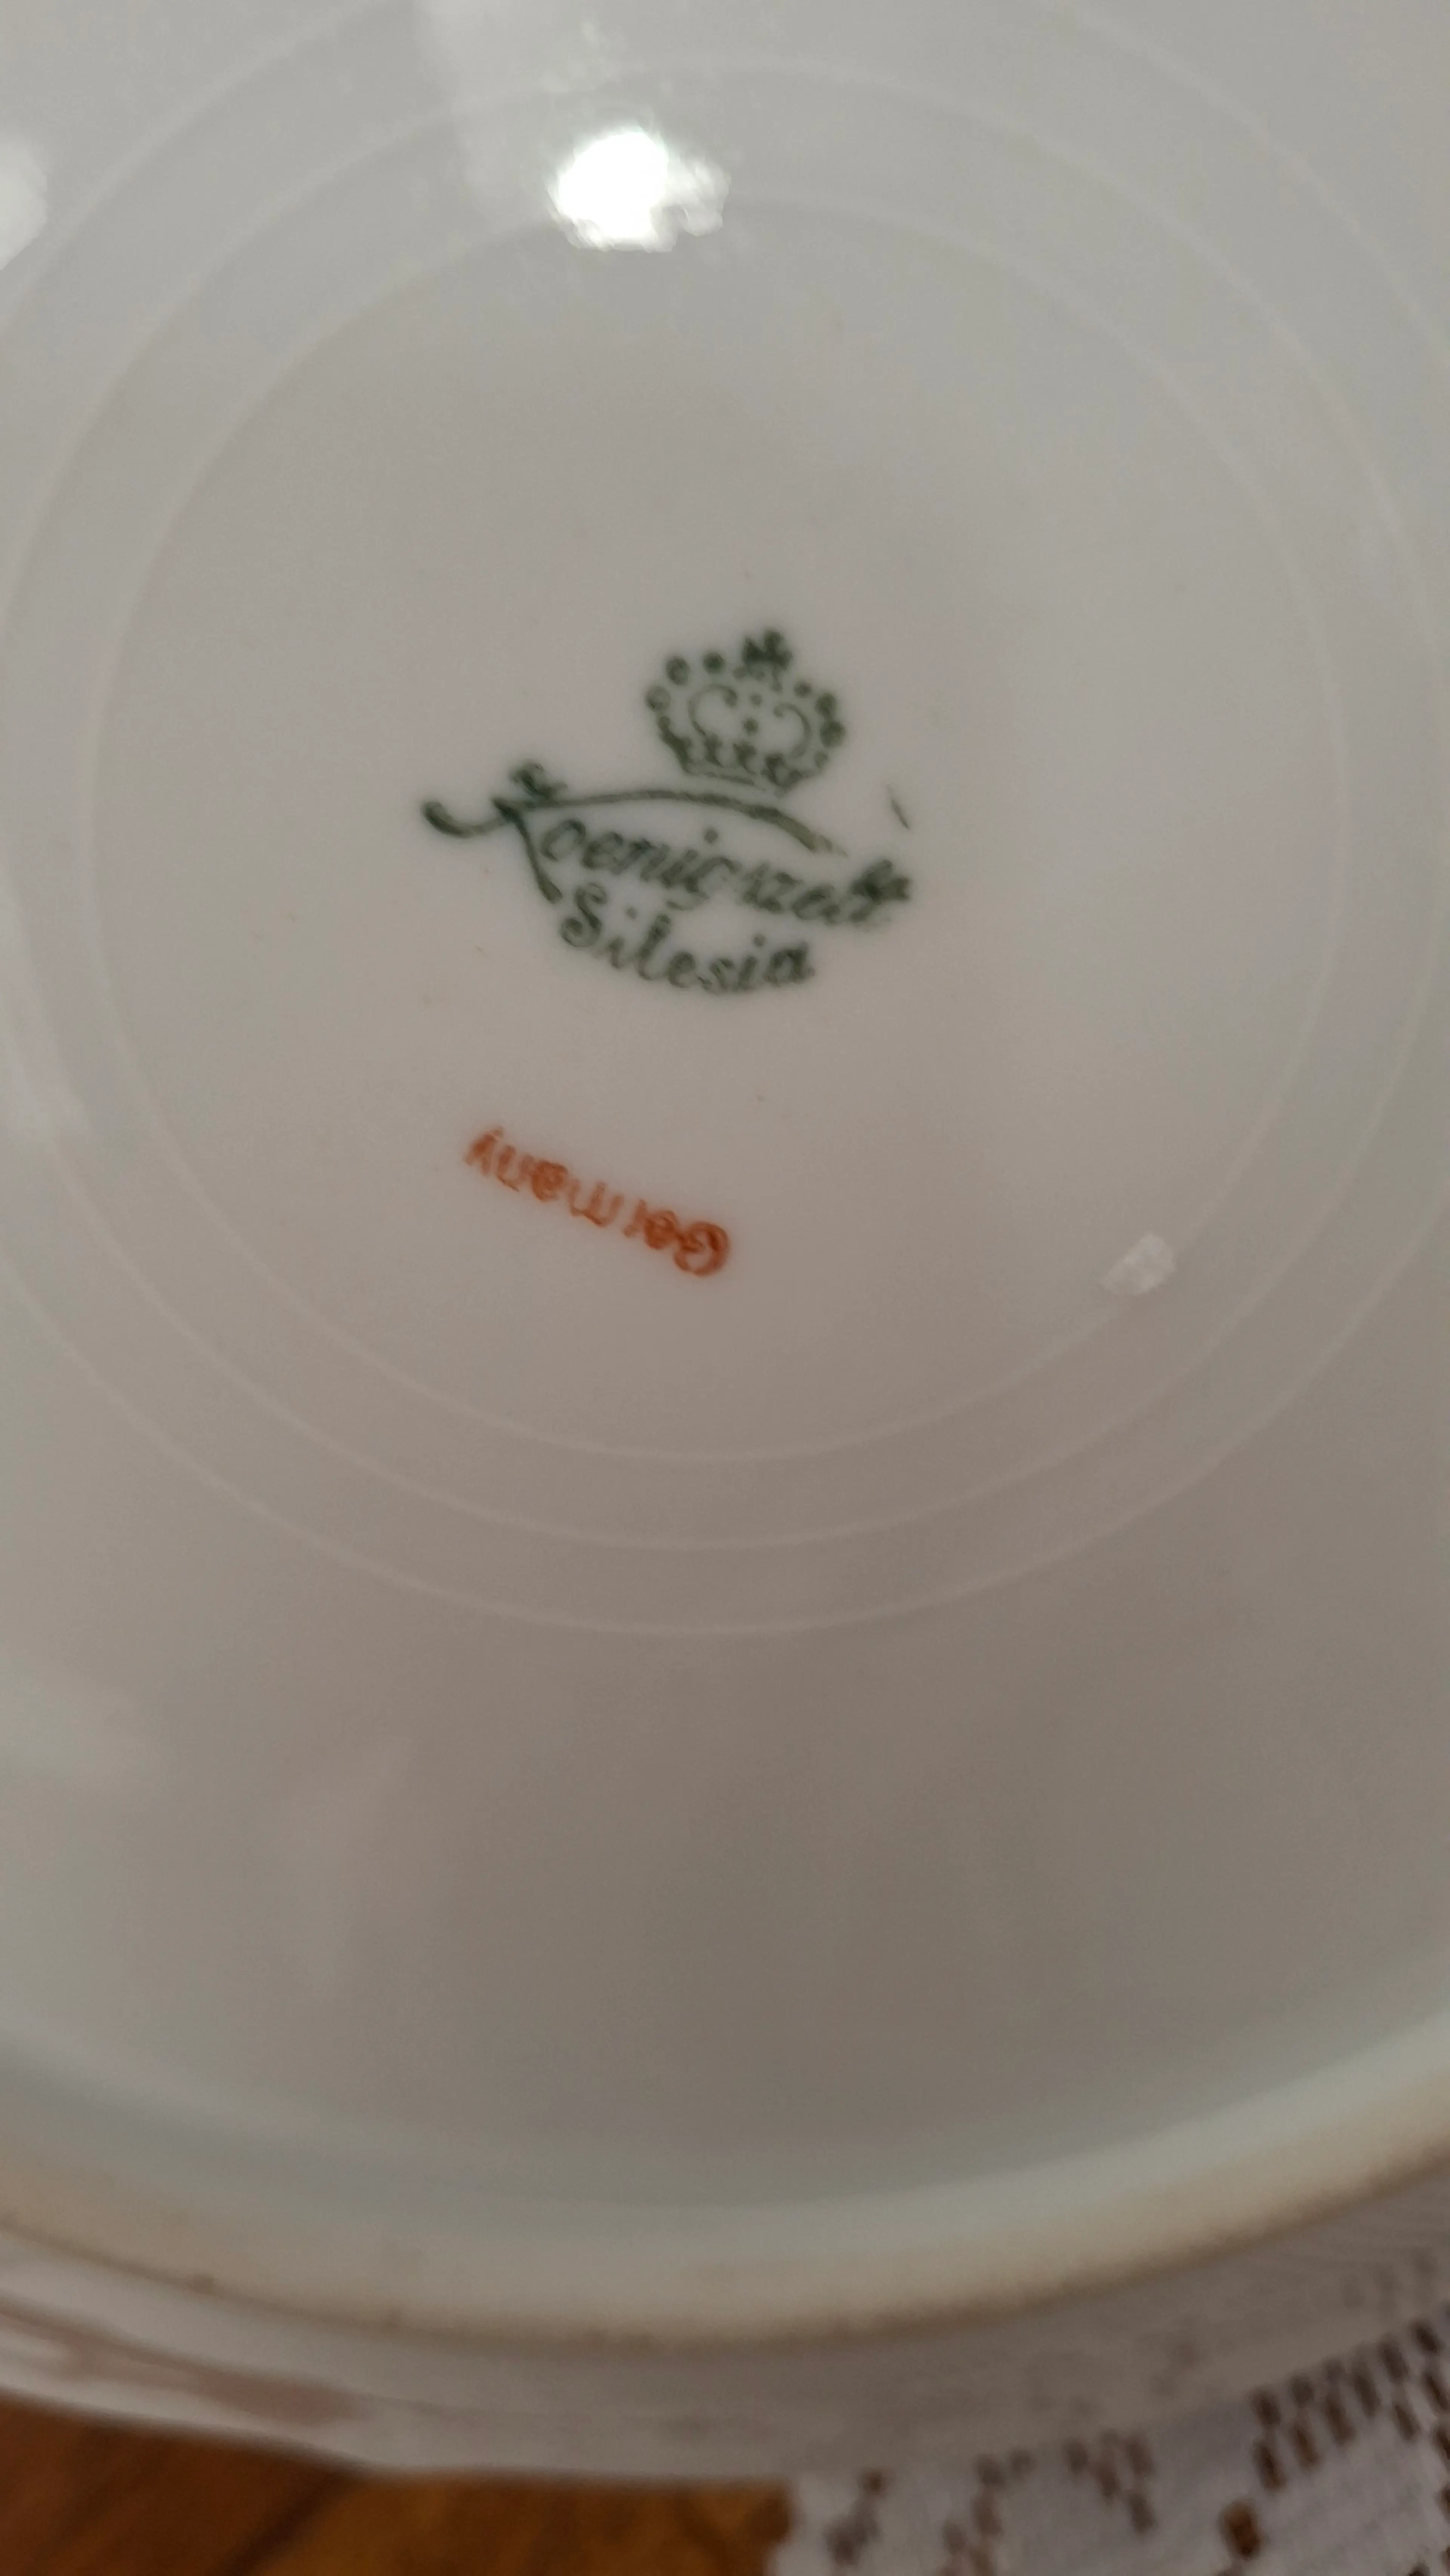 Koenigszelt
Silesia
Germany